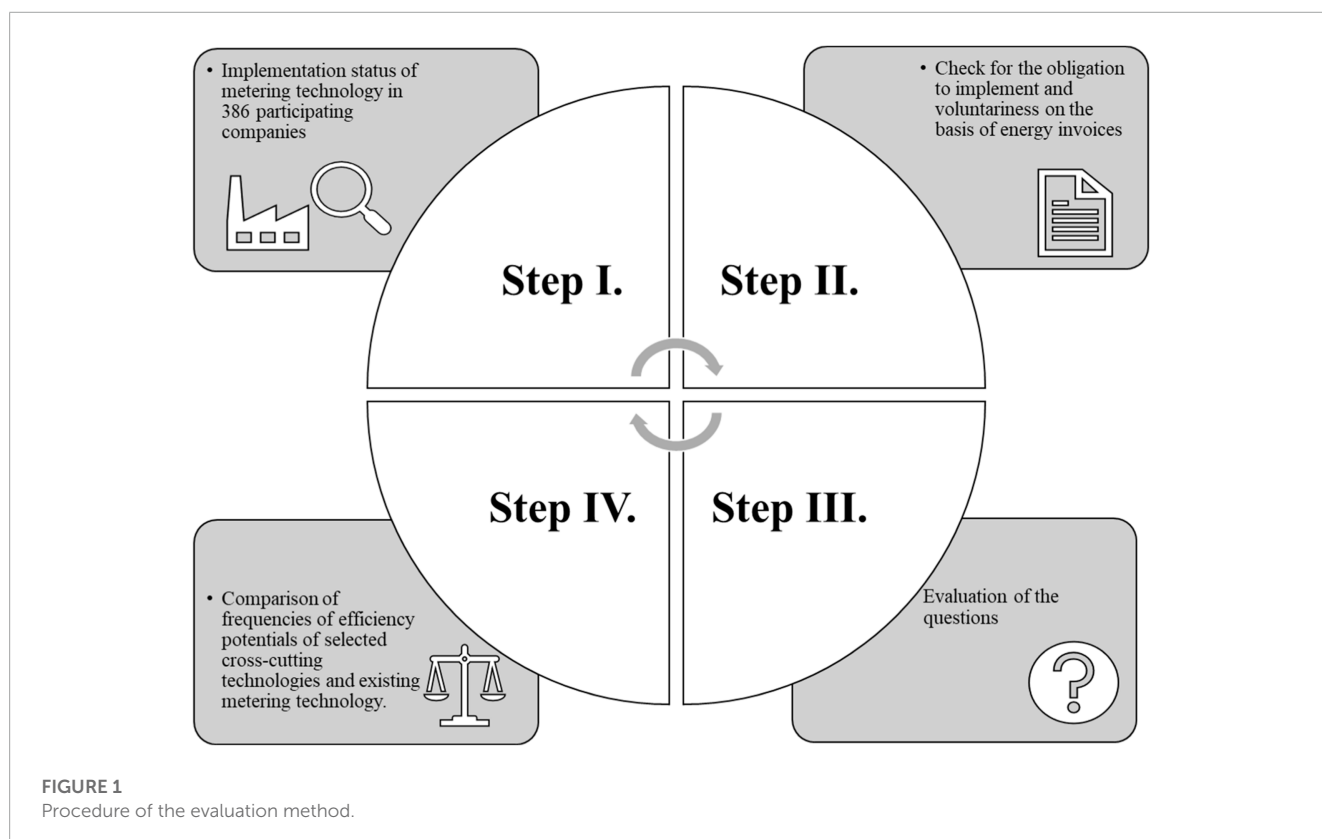 • Implementation status of
metering technology in
386 participating
companies
• Check for the obligation
to implement and
voluntariness on the
basis of energy invoices
Step I.
Step II.
Step IV.
Step III.
• Comparison of
frequencies of efficiency
potentials of selected
cross-cutting
technologies and existing
metering technology.
Evaluation of the
questions
?
FIGURE 1
Procedure of the evaluation method.